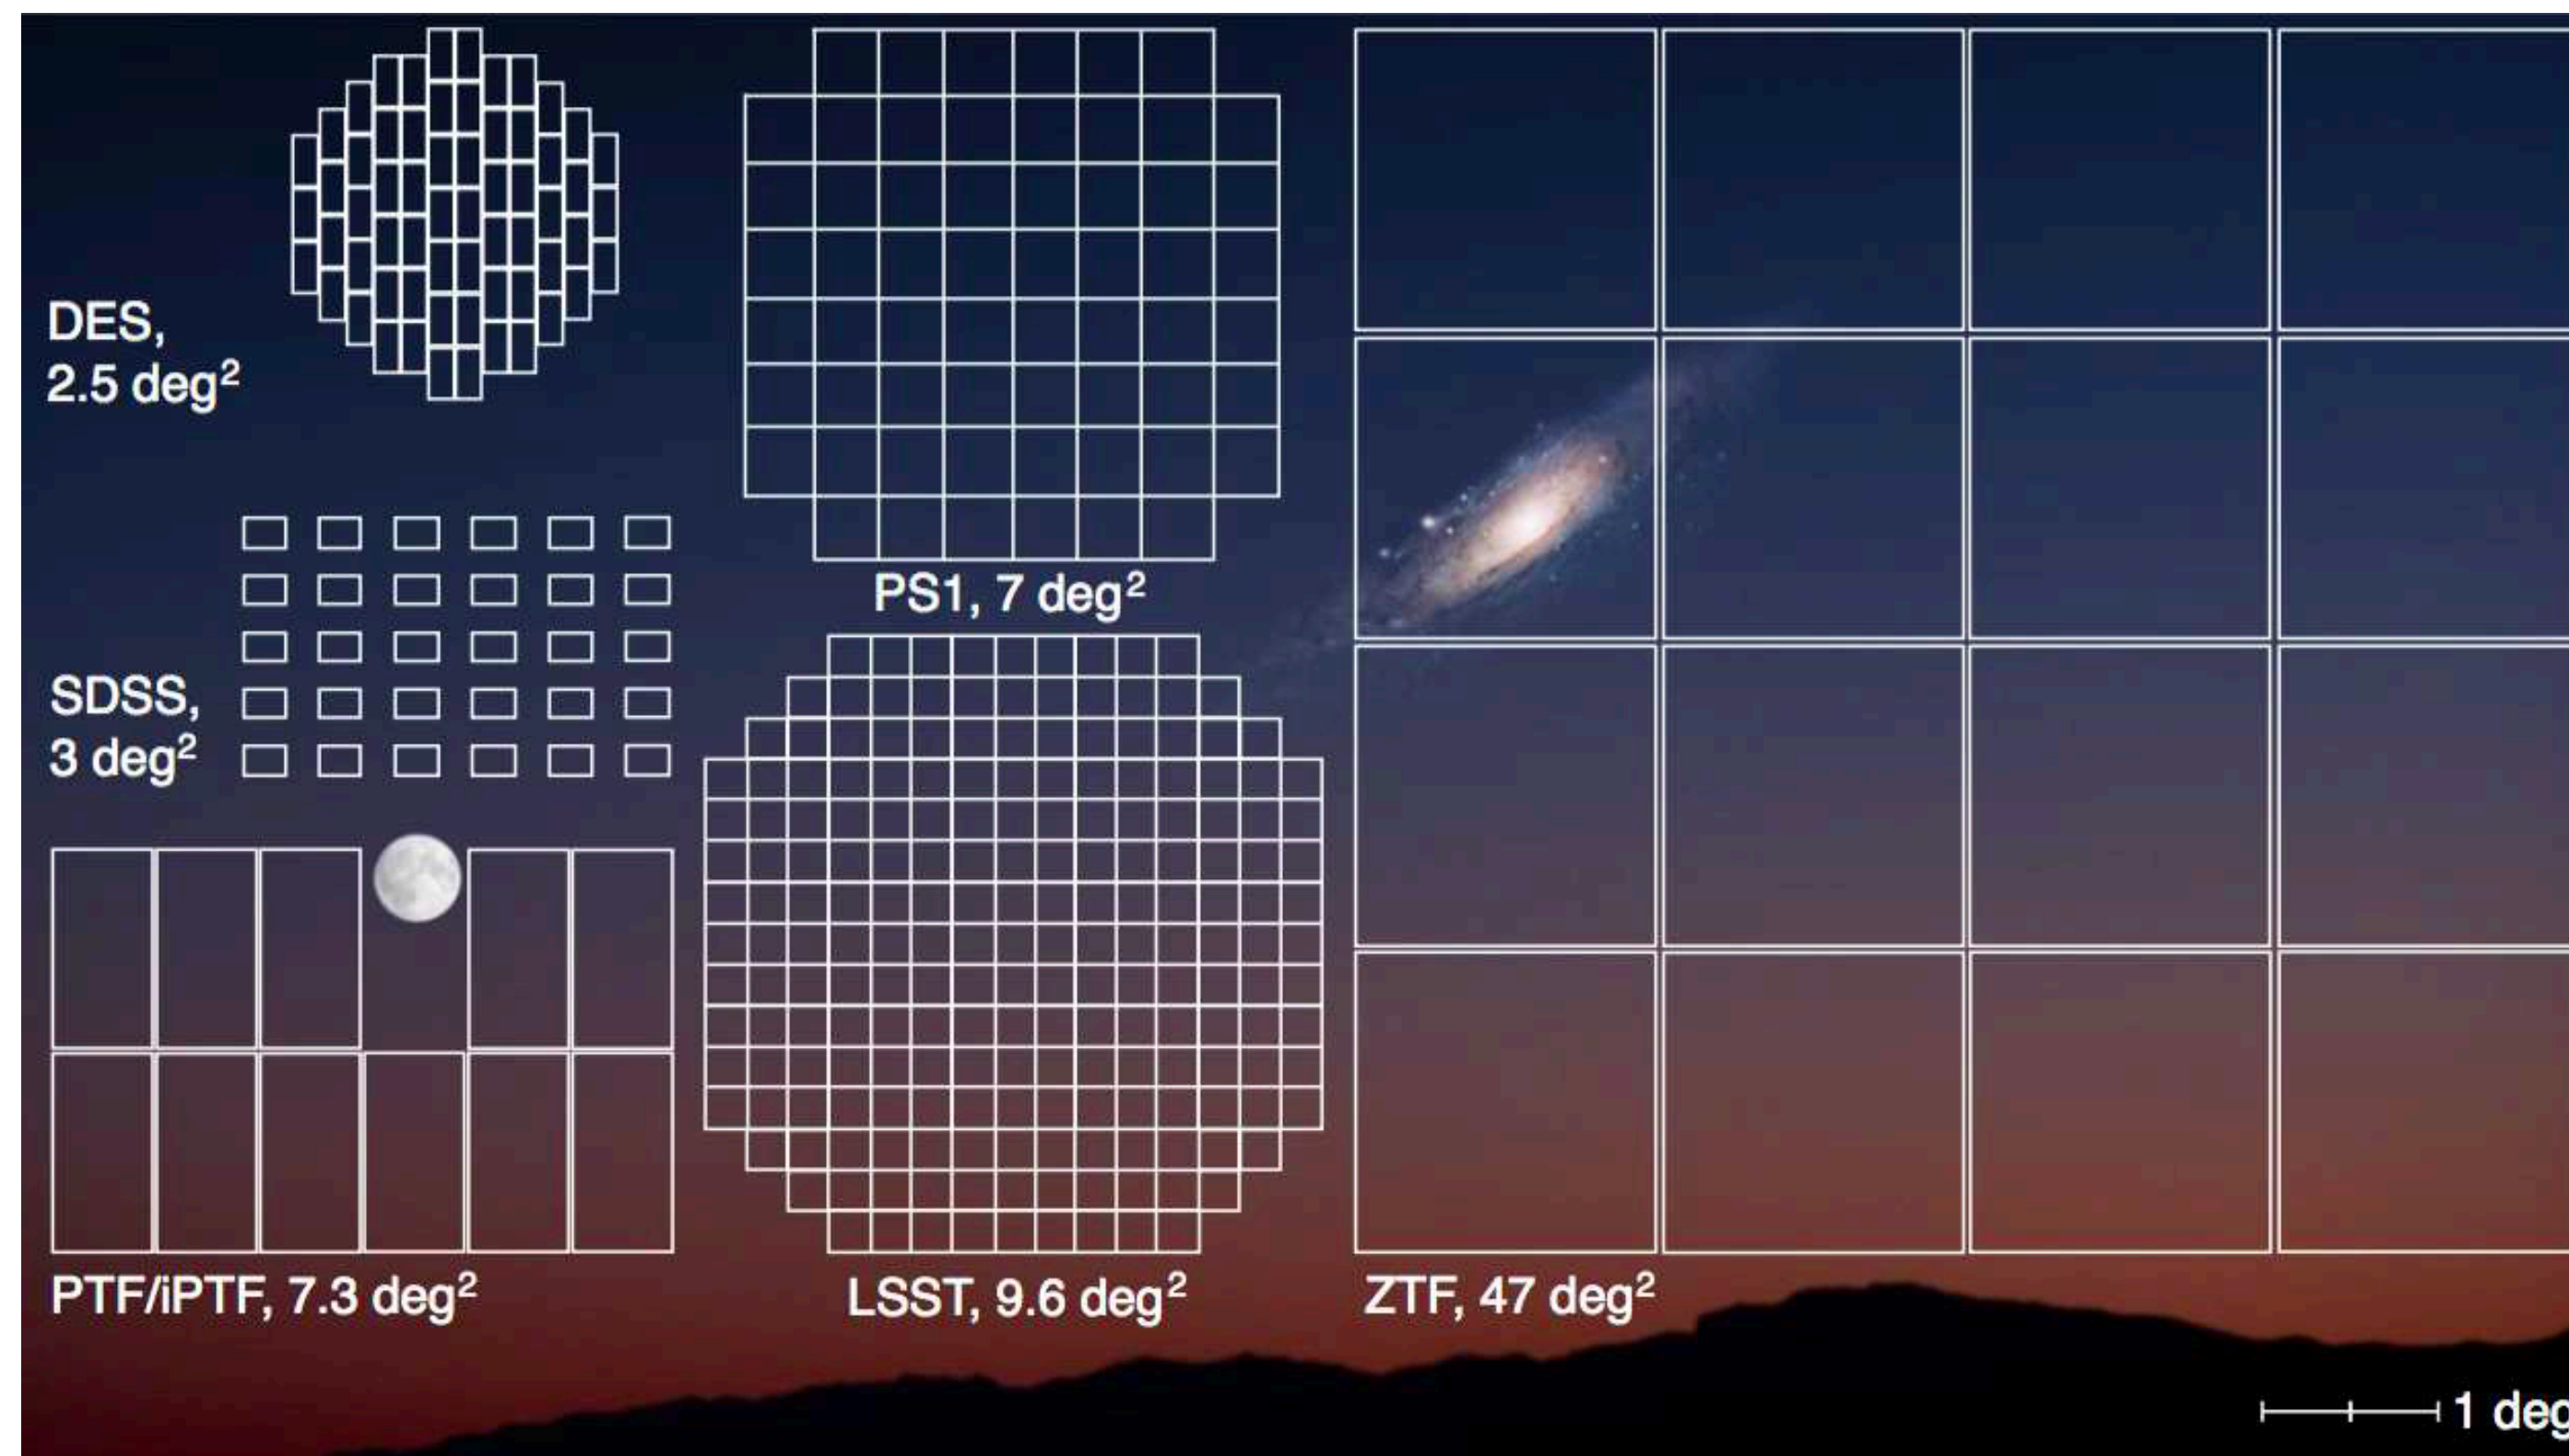 DES,
2.5 deg²
PS1, 7 deg²
SDSS,
3 deg²
PTF/iPTF, 7.3 deg²
LSST, 9.6 deg²
ZTF, 47 deg²
1 deg